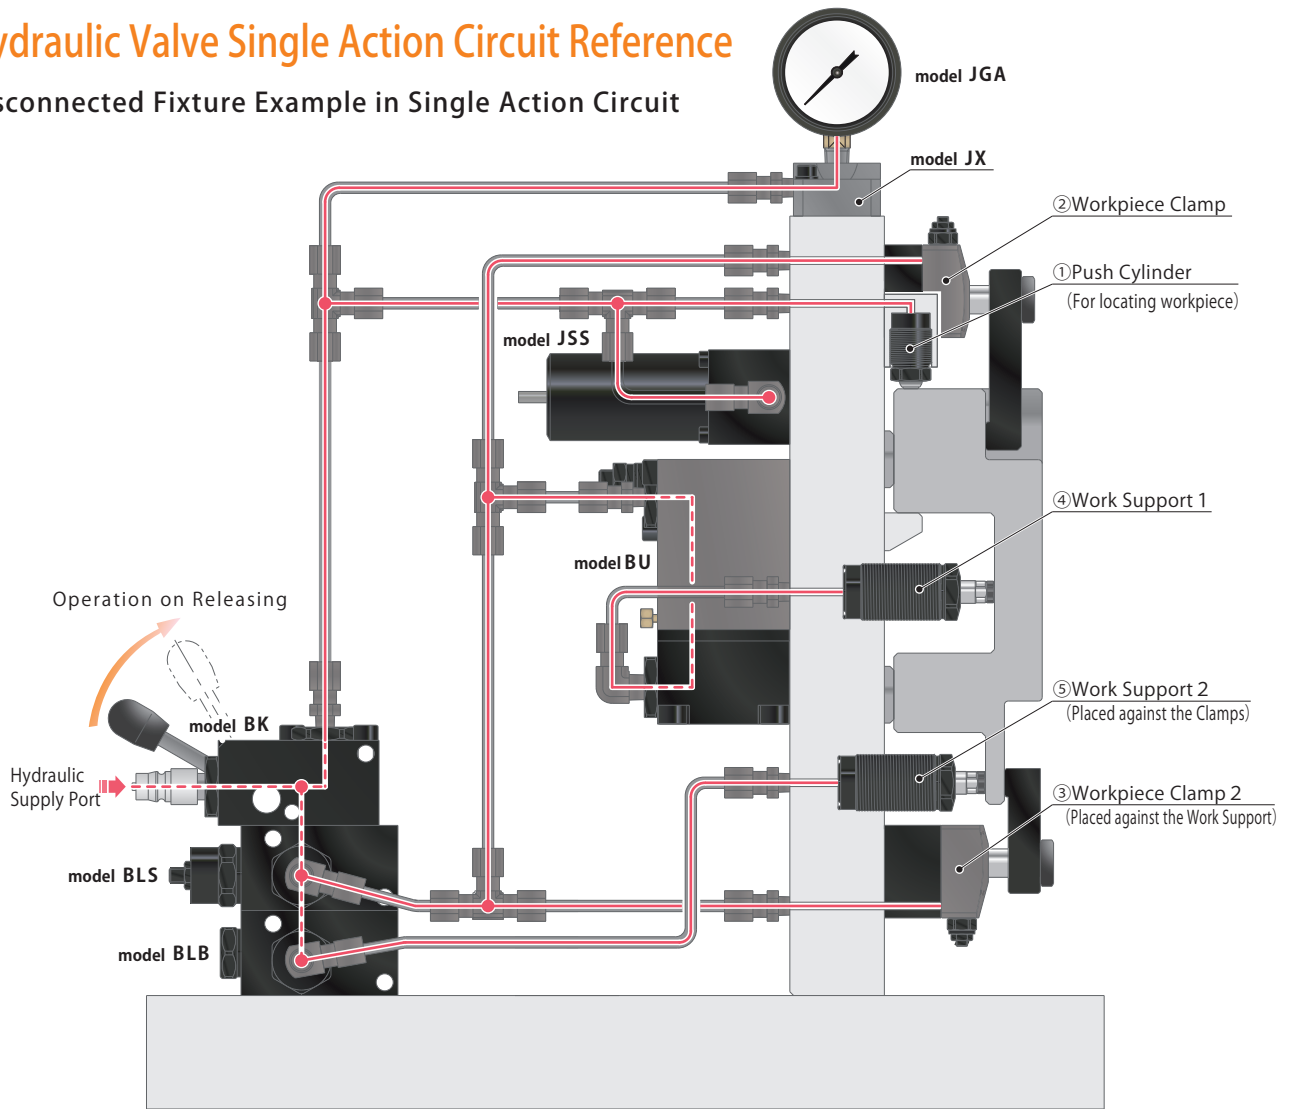 ydraulic Valve Single Action Circuit Reference
sconnected Fixture Example in Single Action Circuit
model JGA
model JX
②Workpiece Clamp
①Push Cylinder
(For locating workpiece)
model JSS
④Work Support 1
model BU
Operation on Releasing
⑤Work Support 2
(Placed against the Clamps)
model BK
Hydraulic
Supply Port
③Workpiece Clamp 2
(Placed against the Work Support)
model BLS
model BLB